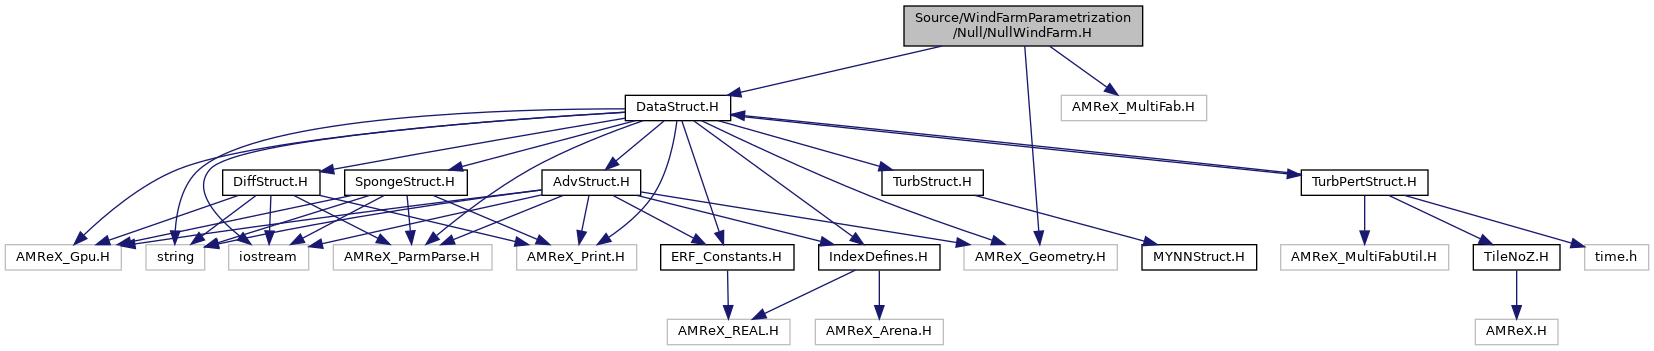 Source/WindFarmParametrization
/Null/NullWindFarm.H
DataStruct.H
AMReX_MultiFab.H
DiffStruct.H
SpongeStruct.H
AdvStruct.H
TurbStruct.H
TurbPertStruct.H
AMReX_Gpu.H
string
iostream
AMReX_ParmParse.H
AMReX_Print.H
ERF_Constants.H
IndexDefines.H
AMReX_Geometry.H
MYNNStruct.H
AMReX_MultiFabUtil.H
TileNoZ.H
time.h
AMReX_REAL.H
AMReX_Arena.H
AMReX.H